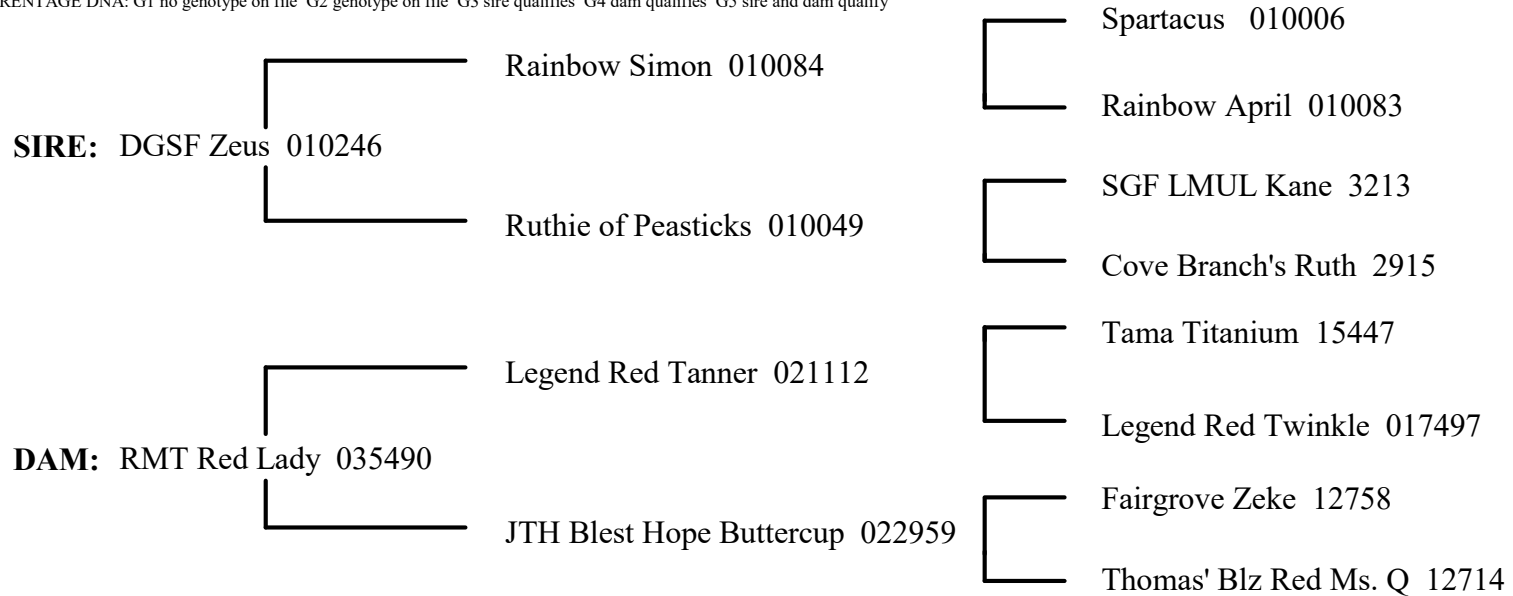 G1 no genotype on file G2 genotype on file G3 sire qualifies G4 dam qualifies G5 sire and dam qualify
Spartacus 010006
Rainbow Simon 010084
Rainbow April 010083
SIRE: DGSF Zeus 010246
SGF LMUL Kane 3213
Ruthie of Peasticks 010049
Cove Branch's Ruth 2915
Tama Titanium 15447
Legend Red Tanner 021112
Legend Red Twinkle 017497
DAM: RMT Red Lady 035490
Fairgrove Zeke 12758
JTH Blest Hope Buttercup 022959
Thomas' Blz Red Ms. Q 12714